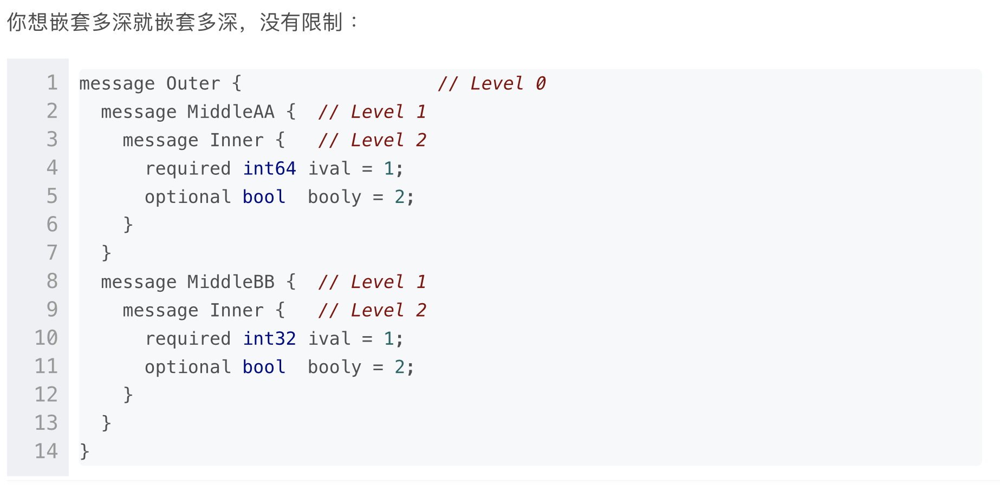 你想嵌套多深就嵌套多深，没有限制：
1 message Outer {                  // Level 0
2   message MiddleAA {  // Level 1
3     message Inner {   // Level 2
4       required int64 ival = 1;
5       optional bool  booly = 2;
6     }
7   }
8   message MiddleBB {  // Level 1
9     message Inner {   // Level 2
10       required int32 ival = 1;
11       optional bool  booly = 2;
12     }
13   }
14 }